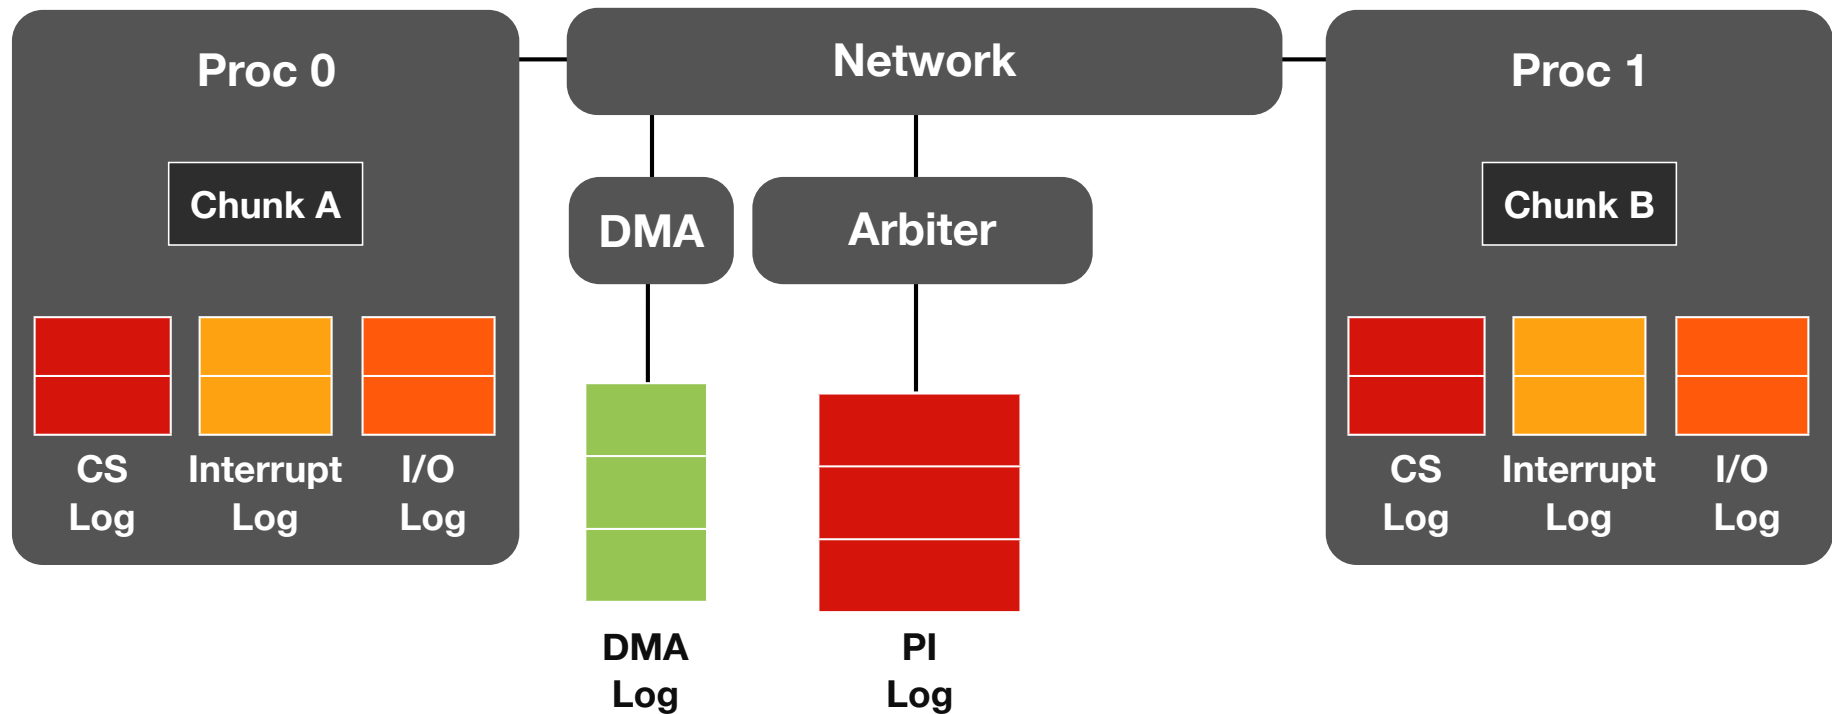 Proc 0
Network
Proc 1
Chunk A
DMA
Arbiter
Chunk B
CS
Log
Interrupt
Log
I/O
Log
DMA
Log
PI
Log
CS
Log
Interrupt
Log
I/O
Log